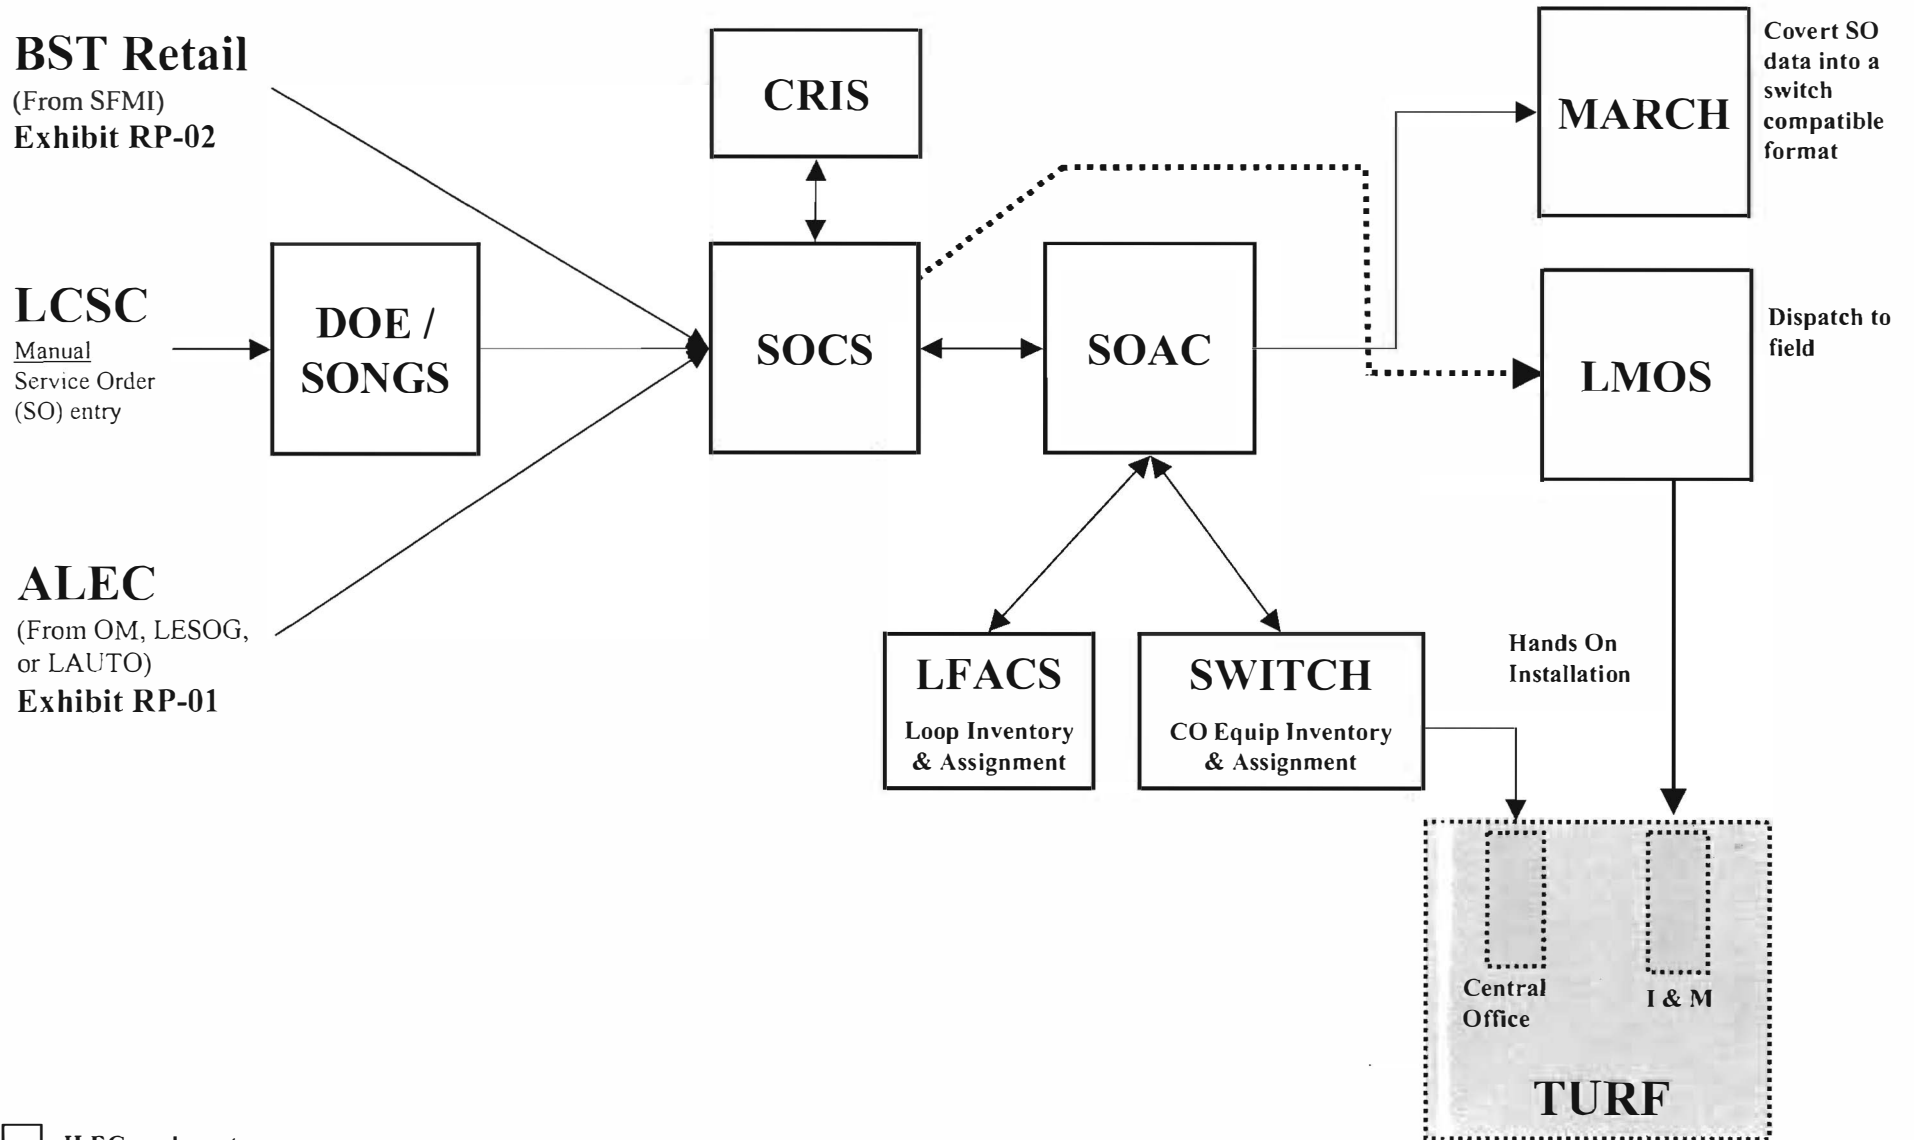 BST Retail
(From SFMI)
Exhibit RP-02
LCSC
Manual
Service Order
(SO) entry
ALEC
(From OM, LESOG,
or LAUTO)
Exhibit RP-01
DOE /
SONGS
CRIS
SOCS
SOAC
MARCH
Covert SO
data into a
switch
compatible
format
LMOS
Dispatch to
field
LFACS
Loop Inventory
& Assignment
SWITCH
CO Equip Inventory
& Assignment
Hands On
Installation
Central
Office
I & M
TURF